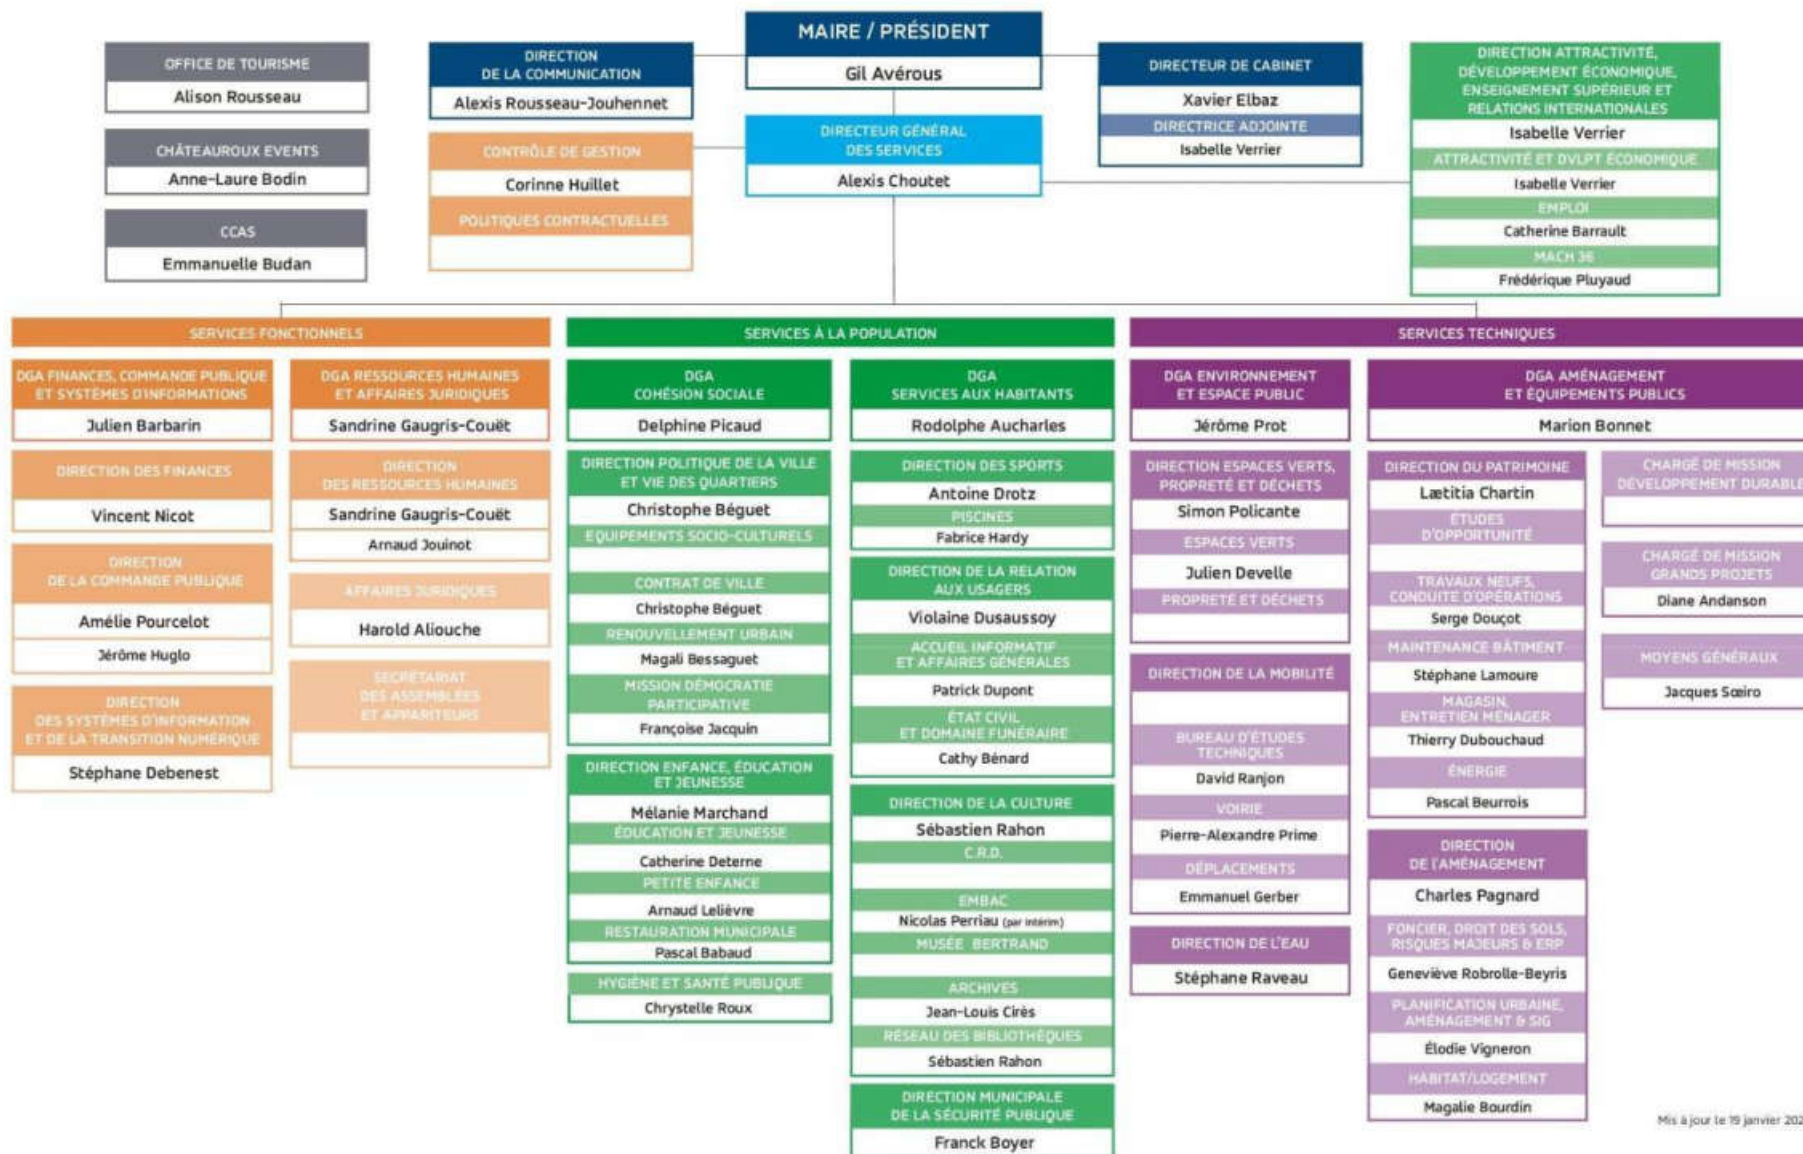 MAIRE / PRÉSIDENT
Gil Avérous
OFFICE DE TOURISME
Alison Rousseau
CHÂTEAUROUX EVENTS
Anne-Laure Bodin
CCAS
Emmanuelle Budan
DIRECTION
DE LA COMMUNICATION
Alexis Rousseau-Jouhennet
CONTRÔLE DE GESTION
Corinne Huillet
POLITIQUES CONTRACTUELLES
DIRECTEUR GÉNÉRAL
DES SERVICES
Alexis Choutet
DIRECTEUR DE CABINET
Xavier Elbaz
DIRECTRICE ADJOINTE
Isabelle Verrier
DIRECTION ATTRACTIVITÉ,
DÉVELOPPEMENT ÉCONOMIQUE,
ENSEIGNEMENT SUPÉRIEUR ET
RELATIONS INTERNATIONALES
Isabelle Verrier
ATTRACTIVITÉ ET DVLPT ÉCONOMIQUE
Isabelle Verrier
EMPLOI
Catherine Barrault
MACH 36
Frédérique Pluyaud
SERVICES FONCTIONNELS
DGA FINANCES, COMMANDE PUBLIQUE
ET SYSTÈMES D'INFORMATIONS
Julien Barbarin
DIRECTION DES FINANCES
Vincent Nicot
DIRECTION
DE LA COMMANDE PUBLIQUE
Amélie Pourcelot
Jérôme Huglo
DIRECTION
DES SYSTÈMES D'INFORMATION
ET DE LA TRANSITION NUMÉRIQUE
Stéphane Debenest
DGA RESSOURCES HUMAINES
ET AFFAIRES JURIDIQUES
Sandrine Gaugris-Couët
DIRECTION
DES RESSOURCES HUMAINES
Sandrine Gaugris-Couët
Arnaud Jouinot
AFFAIRES JURIDIQUES
Harold Aliouche
SECRÉTARIAT
DES ASSEMBLÉES
ET APPARITEURS
SERVICES À LA POPULATION
DGA
COHÉSION SOCIALE
Delphine Picaud
DIRECTION POLITIQUE DE LA VILLE
ET VIE DES QUARTIERS
Christophe Béguet
EQUIPEMENTS SOCIO-CULTURELS
CONTRAT DE VILLE
Christophe Béguet
RENOUVELLEMENT URBAIN
Magali Bessaguet
MISSION DÉMOCRATIE
PARTICIPATIVE
Françoise Jacquin
DIRECTION ENFANCE, ÉDUCATION
ET JEUNESSE
Mélanie Marchand
ÉDUCATION ET JEUNESSE
Catherine Deterne
PETITE ENFANCE
Arnaud Lelièvre
RESTAURATION MUNICIPALE
Pascal Babaud
HYGIÈNE ET SANTÉ PUBLIQUE
Chrystelle Roux
DGA
SERVICES AUX HABITANTS
Rodolphe Aucharles
DIRECTION DES SPORTS
Antoine Drotz
PISCINES
Fabrice Hardy
DIRECTION DE LA RELATION
AUX USAGERS
Violaine Dusaussoy
ACCUEIL INFORMATIF
ET AFFAIRES GÉNÉRALES
Patrick Dupont
ÉTAT CIVIL
ET DOMAINE FUNÉRAIRE
Cathy Bénard
DIRECTION DE LA CULTURE
Sébastien Rahon
C.R.D.
EMBAC
Nicolas Perriau (par intérim)
MUSÉE BERTRAND
ARCHIVES
Jean-Louis Cirès
RÉSEAU DES BIBLIOTHÈQUES
Sébastien Rahon
DIRECTION MUNICIPALE
DE LA SÉCURITÉ PUBLIQUE
Franck Boyer
SERVICES TECHNIQUES
DGA ENVIRONNEMENT
ET ESPACE PUBLIC
Jérôme Prot
DIRECTION ESPACES VERTS,
PROPRETÉ ET DÉCHETS
Simon Policante
ESPACES VERTS
Julien Develle
PROPRETÉ ET DÉCHETS
DIRECTION DE LA MOBILITÉ
BUREAU D'ÉTUDES
TECHNIQUES
David Ranjon
VOIRIE
Pierre-Alexandre Prime
DÉPLACEMENTS
Emmanuel Gerber
DIRECTION DE L'EAU
Stéphane Raveau
DGA AMÉNAGEMENT
ET ÉQUIPEMENTS PUBLICS
Marion Bonnet
DIRECTION DU PATRIMOINE
Lætitia Chartin
ÉTUDES
D'OPPORTUNITÉ
TRAVAUX NEUFS,
CONDUITE D'OPÉRATIONS
Serge Douçot
MAINTENANCE BÂTIMENT
Stéphane Lamoure
MAGASIN,
ENTRETIEN MÉNAGER
Thierry Dubouchaud
ÉNERGIE
Pascal Beurrois
DIRECTION
DE l'AMÉNAGEMENT
Charles Pagnard
FONCIER, DROIT DES SOLS,
RISQUES MAJEURS & ERP
Geneviève Robrolle-Beyris
PLANIFICATION URBAINE,
AMÉNAGEMENT & SIG
Élodie Vigneron
HABITAT/LOGEMENT
Magalie Bourdin
CHARGÉ DE MISSION
DÉVELOPPEMENT DURABLE
CHARGÉ DE MISSION
GRANDS PROJETS
Diane Andanson
MOYENS GÉNÉRAUX
Jacques Sœiro
Mis à jour le 19 janvier 202